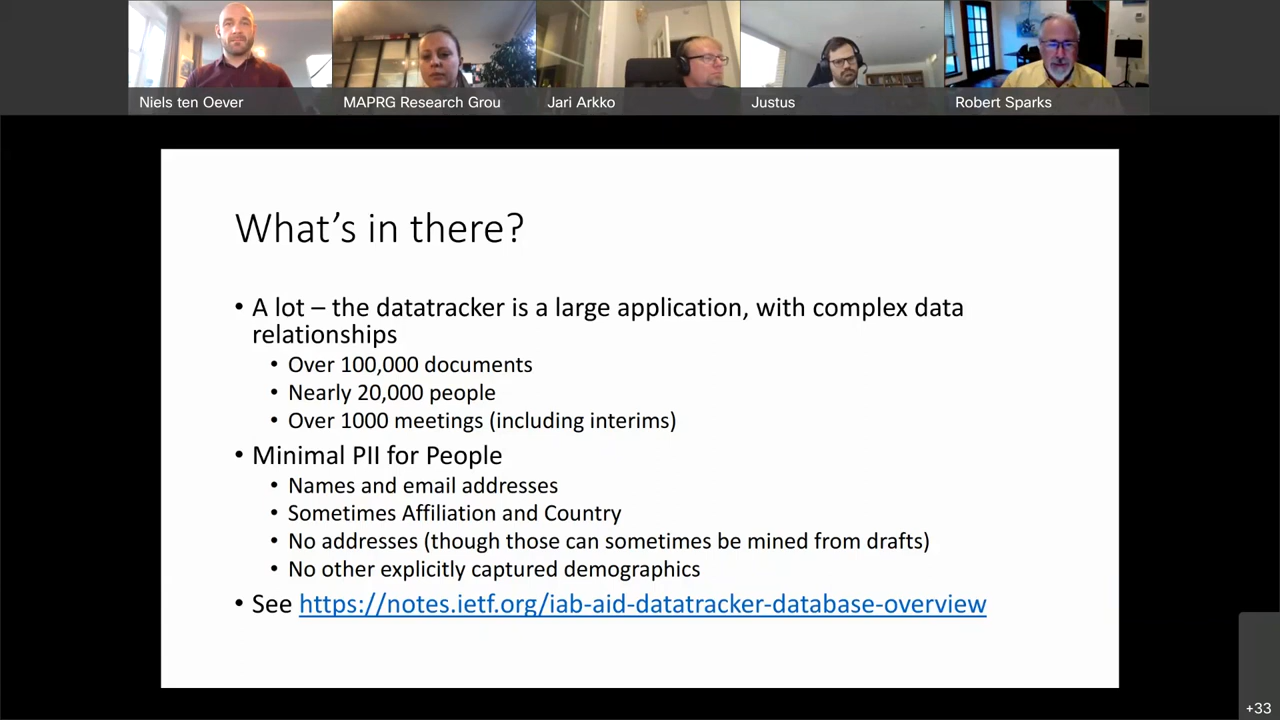 Niels ten Oever
MAPRG Research Grou
Jari Arkko
Justus
Robert Sparks
What's in there?
• A lot – the datatracker is a large application, with complex data
relationships
• Over 100,000 documents
• Nearly 20,000 people
• Over 1000 meetings (including interims)
• Minimal PII for People
• Names and email addresses
• Sometimes Affiliation and Country
• No addresses (though those can sometimes be mined from drafts)
• No other explicitly captured demographics
• See https://notes.ietf.org/iab-aid-datatracker-database-overview
+33